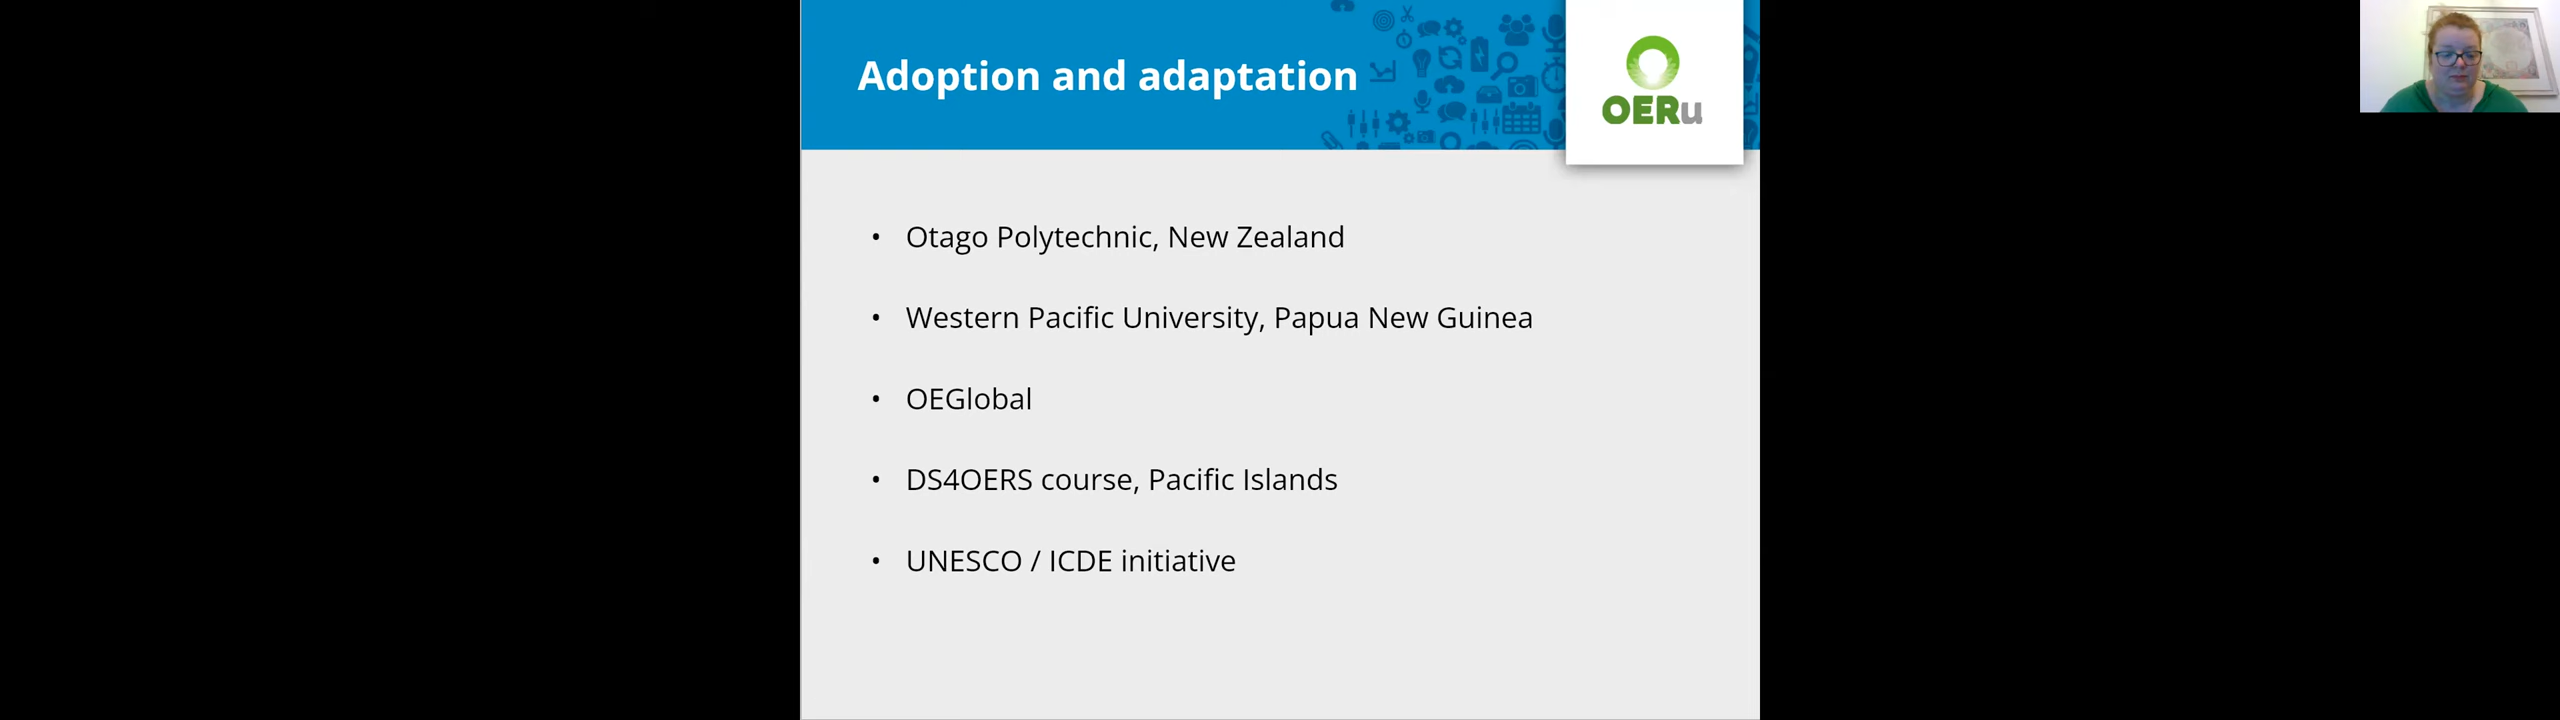 Adoption and adaptation
OERu
• Otago Polytechnic, New Zealand
• Western Pacific University, Papua New Guinea
• OEGlobal
• DS4OERS course, Pacific Islands
• UNESCO / ICDE initiative